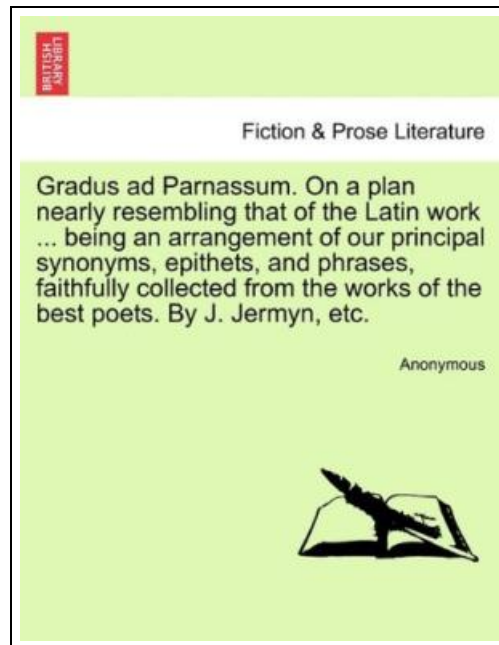 BRITISH
LIBRARY
Fiction & Prose Literature
Gradus ad Parnassum. On a plan
nearly resembling that of the Latin work
... being an arrangement of our principal
synonyms, epithets, and phrases,
faithfully collected from the works of the
best poets. By J. Jermyn, etc.
Anonymous